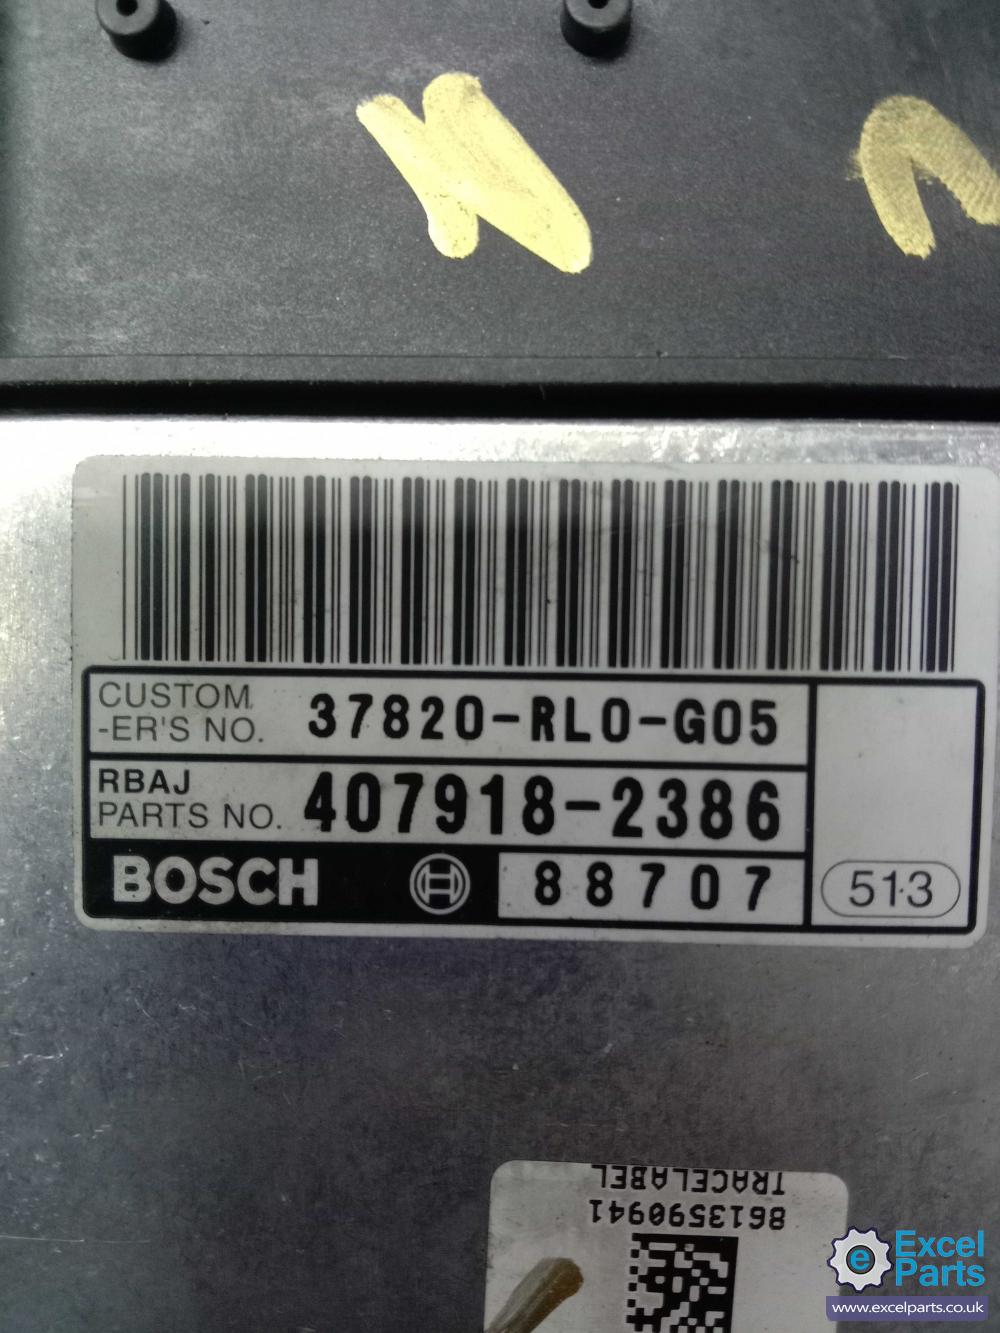 CUSTOM
-ER'S NO. 37820-RL0-G05
RBAJ
PARTS NO. 407918-2386
BOSCH 88707 513
TRACELABEL
8613590941
Excel
Parts
www.excelparts.co.uk